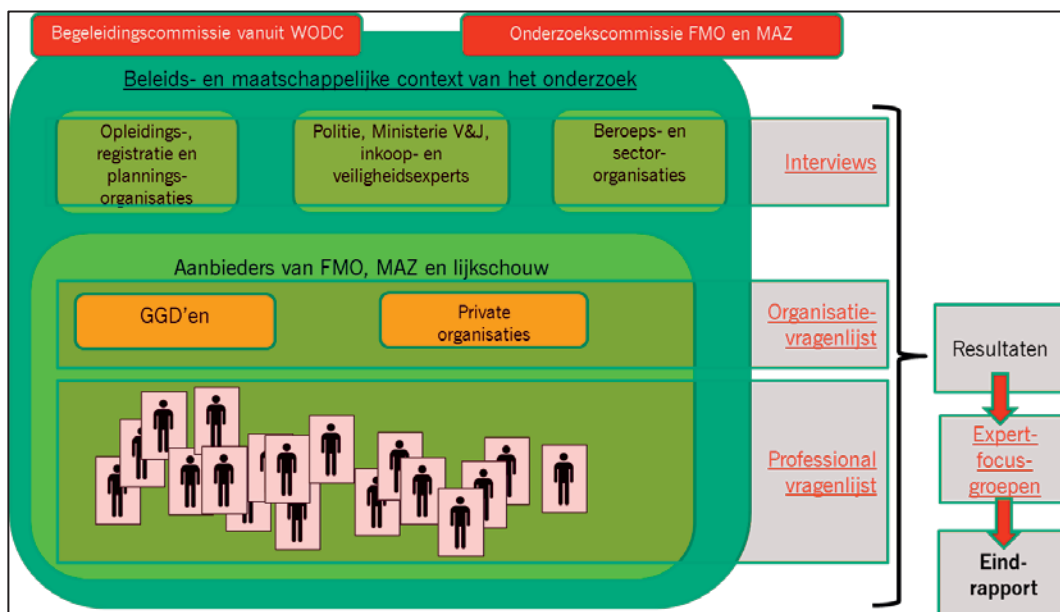 Begeleidingscommissie vanuit WODC
Onderzoekscommissie FMO en MAZ
Beleids- en maatschappelijke context van het onderzoek
Opleidings-,
registratie en
plannings-
organisaties
Politie, Ministerie V&J,
inkoop- en
veiligheidsexperts
Beroeps- en
sector-
organisaties
Interviews
Aanbieders van FMO, MAZ en lijkschouw
GGD'en
Private
organisaties
Organisatie-
vragenlijst
Professional
vragenlijst
Resultaten
Expert-
focus-
groepen
Eind-
rapport